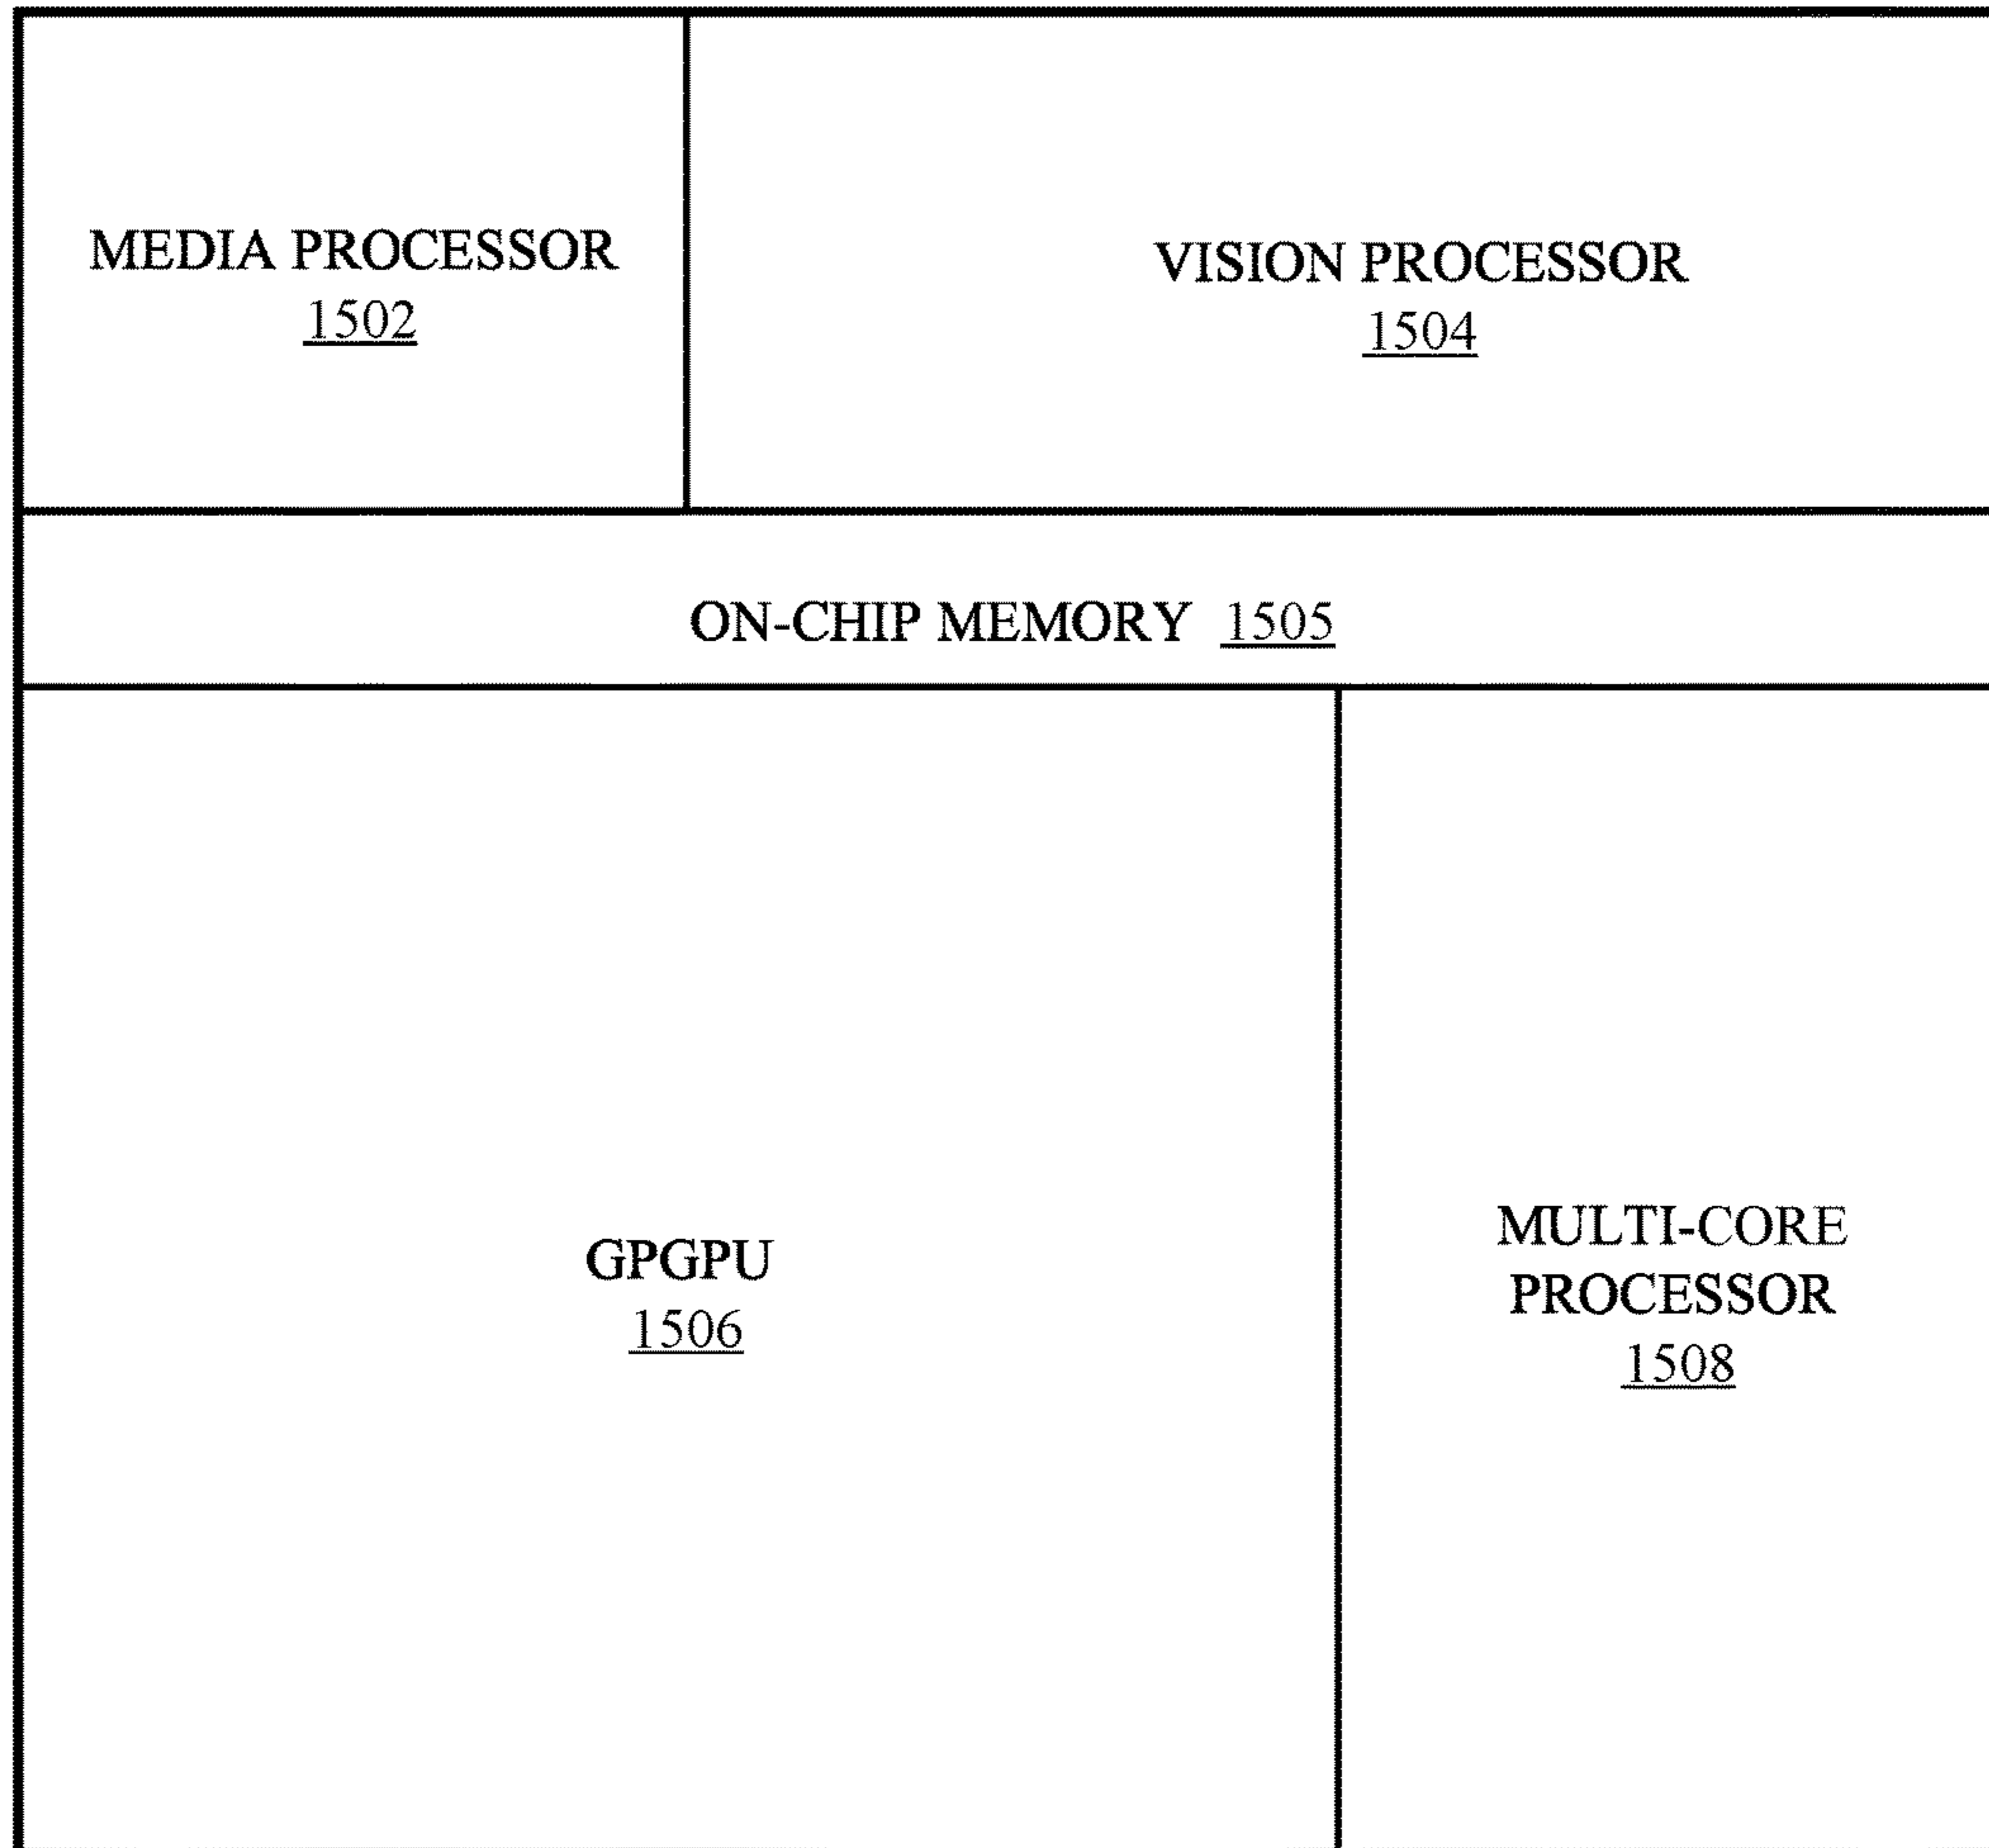 MEDIA PROCESSOR
1502
VISION PROCESSOR
1504
ON-CHIP MEMORY 1505
GPGPU
1506
MULTI-CORE
PROCESSOR
1508